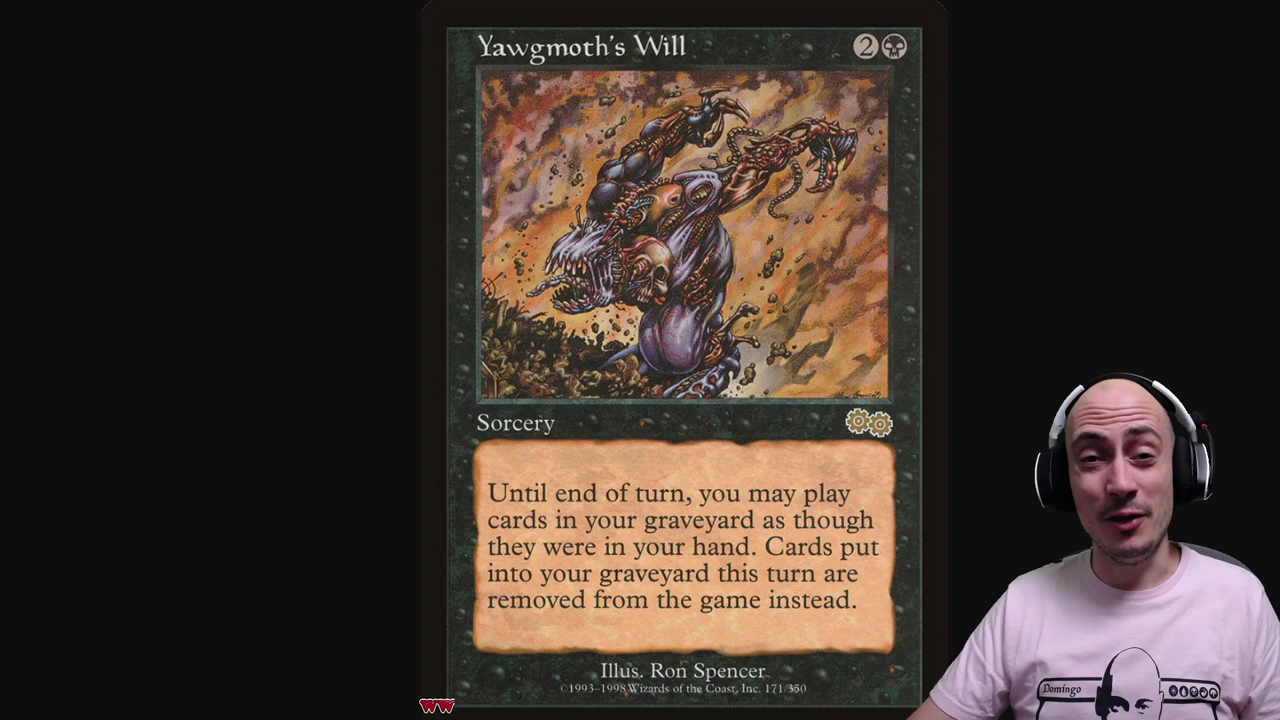 Yawgmoth's Will
2
Sorcery
Until end of turn, you may play
cards in your graveyard as though
they were in your hand. Cards put
into your graveyard this turn are
removed from the game instead.
Illus. Ron Spencer
©1993-1998 Wizards of the Coast, Inc. 171/350
WW
Domingo